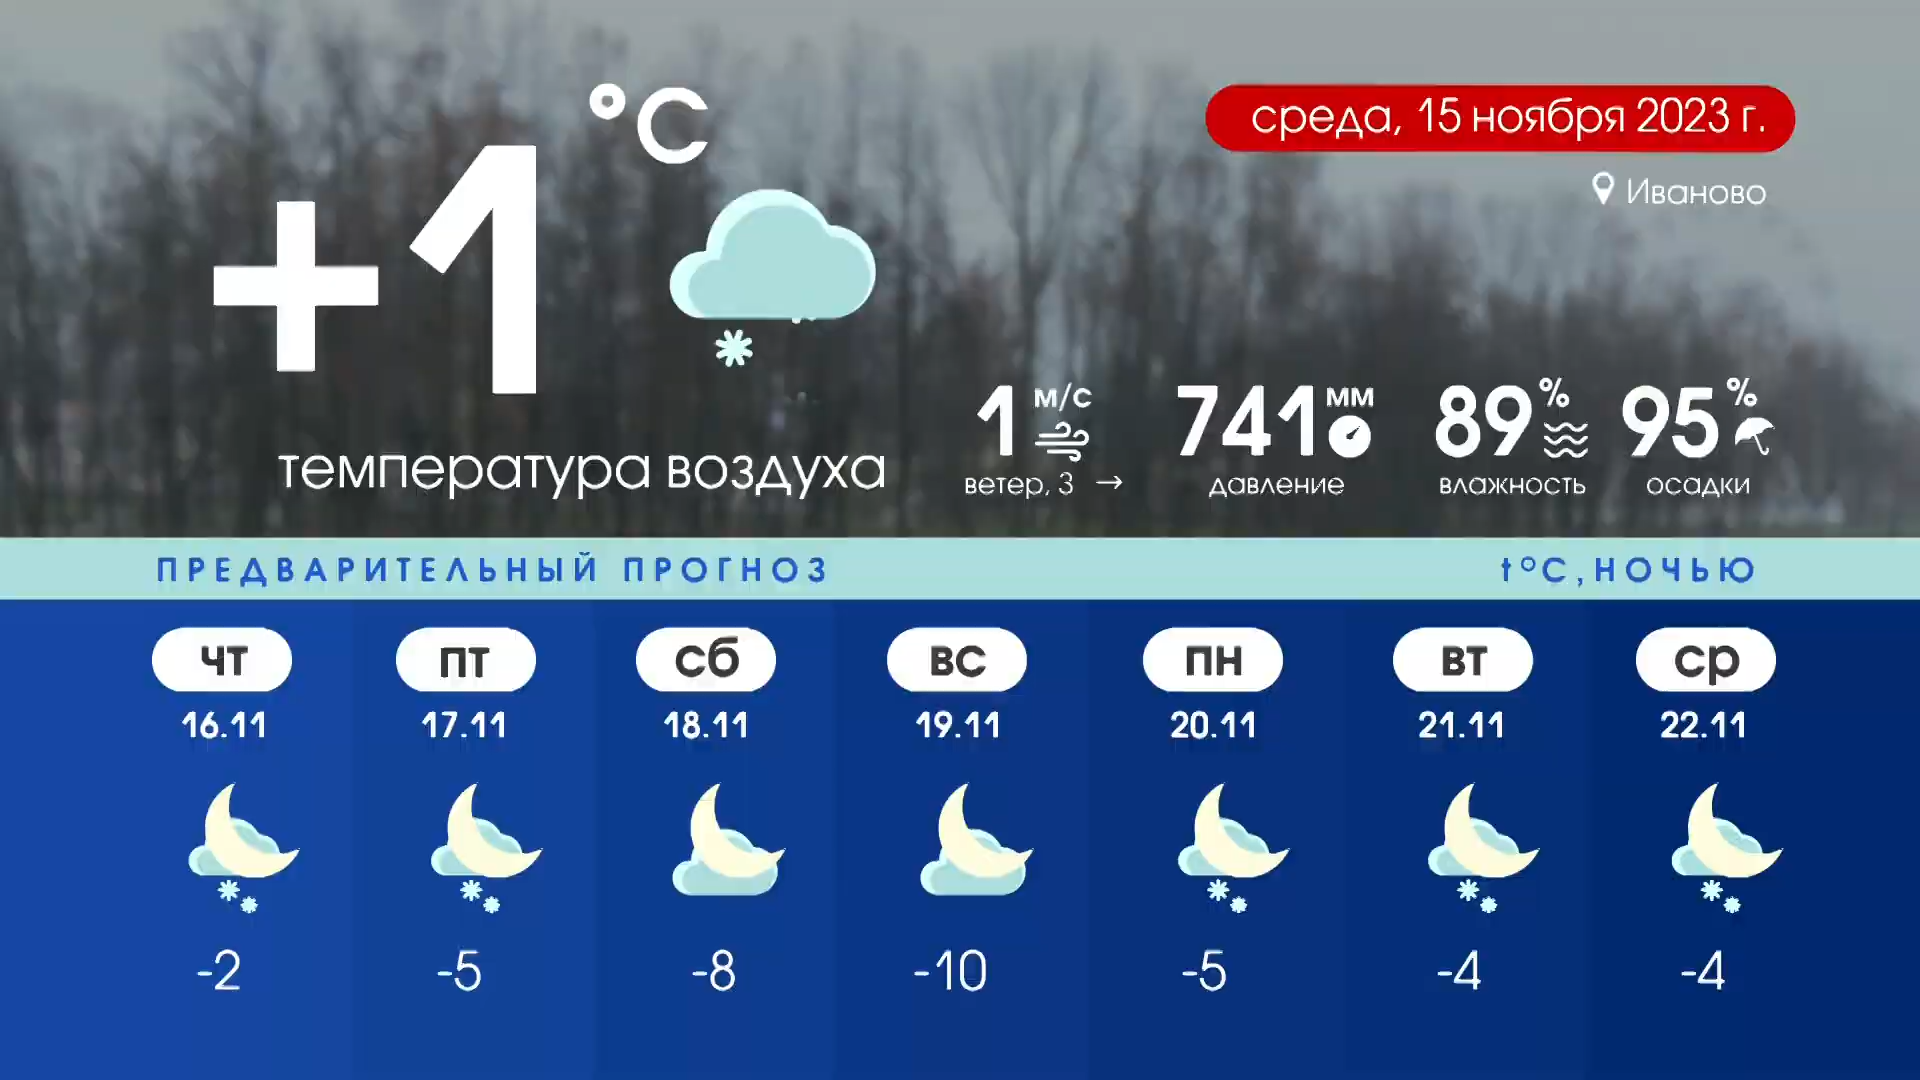 +1 °C
температура воздуха
среда, 15 ноября 2023 г.
Иваново
1 м/с
ветер, З →
741 мм
давление
89 %
влажность
95 %
осадки
ПРЕДВАРИТЕЛЬНЫЙ ПРОГНОЗ
t°C, НОЧЬЮ
чт пт сб вс пн вт ср
16.11 17.11 18.11 19.11 20.11 21.11 22.11
-2 -5 -8 -10 -5 -4 -4